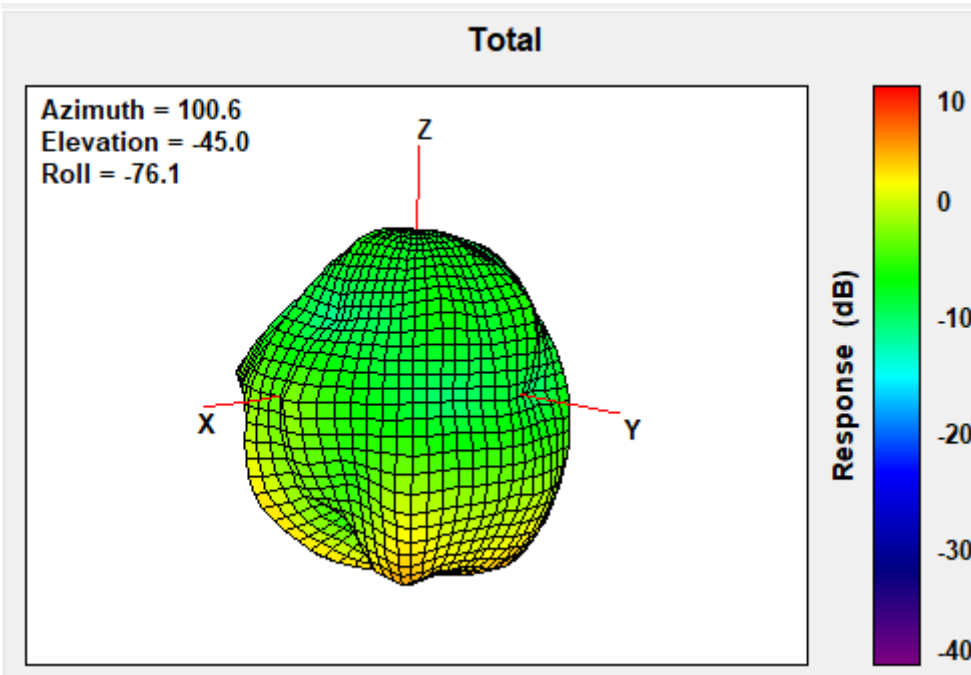 Total
Azimuth = 100.6
Elevation = -45.0
Roll = -76.1
Z
X
Y
Response (dB)
10
0
-10
-20
-30
-40